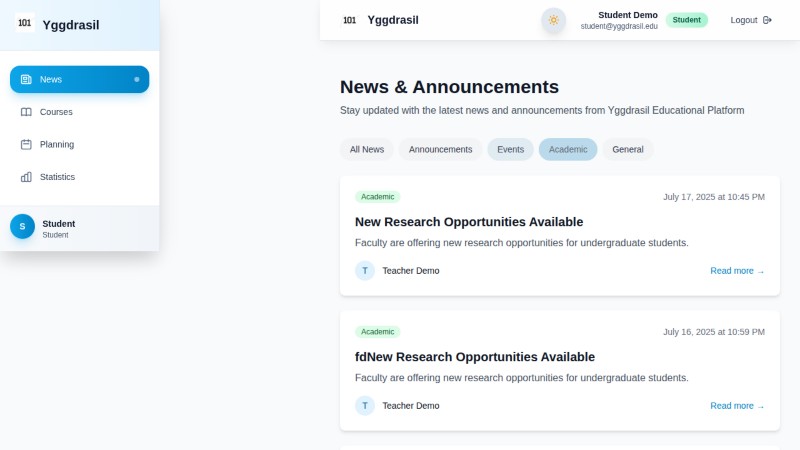 101 Yggdrasil
News
Courses
Planning
Statistics
S
Student
Student
101 Yggdrasil
Student Demo
student@yggdrasil.edu
Student
Logout
News & Announcements
Stay updated with the latest news and announcements from Yggdrasil Educational Platform
All News
Announcements
Events
Academic
General
Academic
July 17, 2025 at 10:45 PM
New Research Opportunities Available
Faculty are offering new research opportunities for undergraduate students.
T
Teacher Demo
Read more →
Academic
July 16, 2025 at 10:59 PM
fdNew Research Opportunities Available
Faculty are offering new research opportunities for undergraduate students.
T
Teacher Demo
Read more →